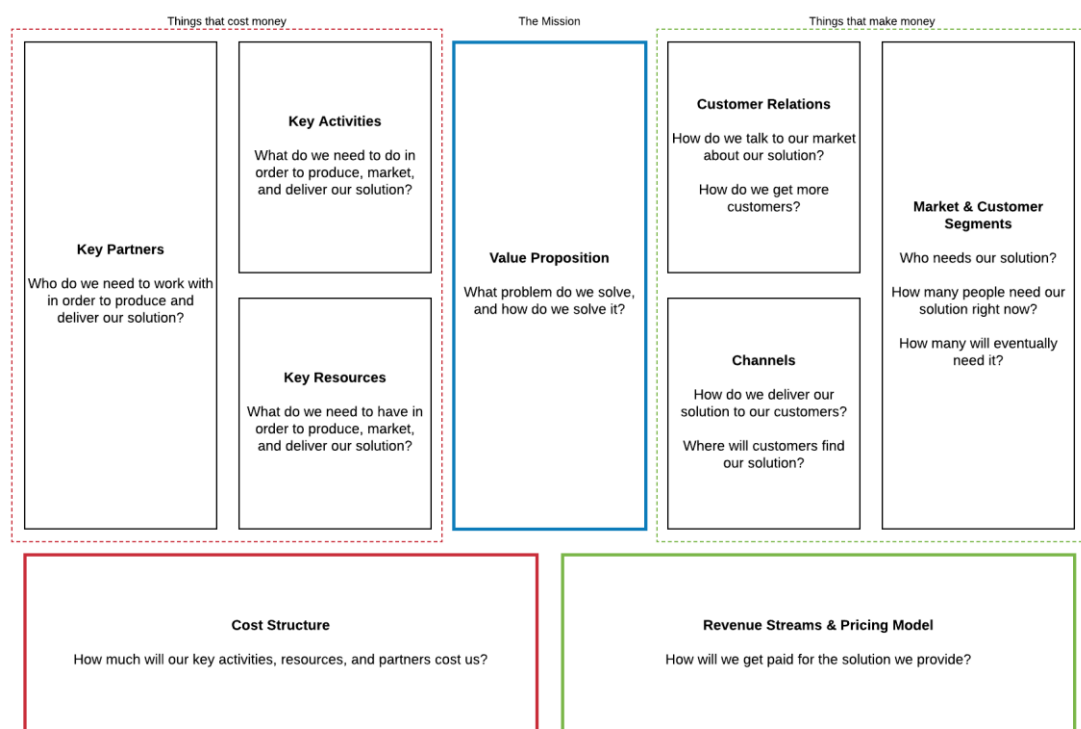 Things that cost money
The Mission
Things that make money
Key Partners
Who do we need to work with
in order to produce and
deliver our solution?
Key Activities
What do we need to do in
order to produce, market,
and deliver our solution?
Key Resources
What do we need to have in
order to produce, market,
and deliver our solution?
Value Proposition
What problem do we solve,
and how do we solve it?
Customer Relations
How do we talk to our market
about our solution?
How do we get more
customers?
Channels
How do we deliver our
solution to our customers?
Where will customers find
our solution?
Market & Customer
Segments
Who needs our solution?
How many people need our
solution right now?
How many will eventually
need it?
Cost Structure
How much will our key activities, resources, and partners cost us?
Revenue Streams & Pricing Model
How will we get paid for the solution we provide?